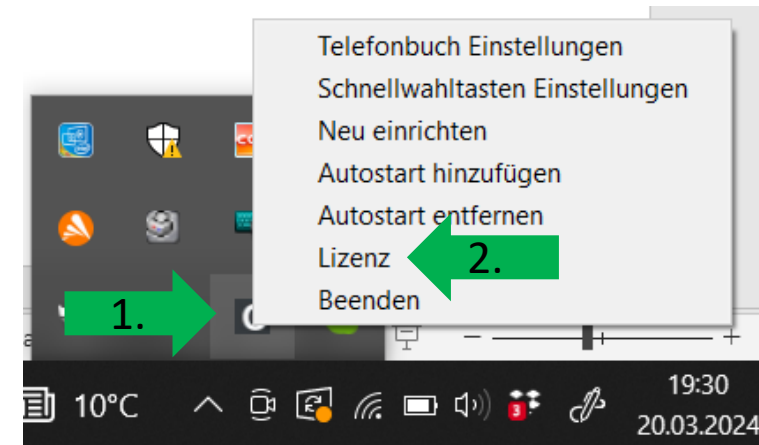 Telefonbuch Einstellungen
Schnellwahltasten Einstellungen
Neu einrichten
Autostart hinzufügen
Autostart entfernen
Lizenz
2.
Beenden
1.
10°C
3
19:30
20.03.2024